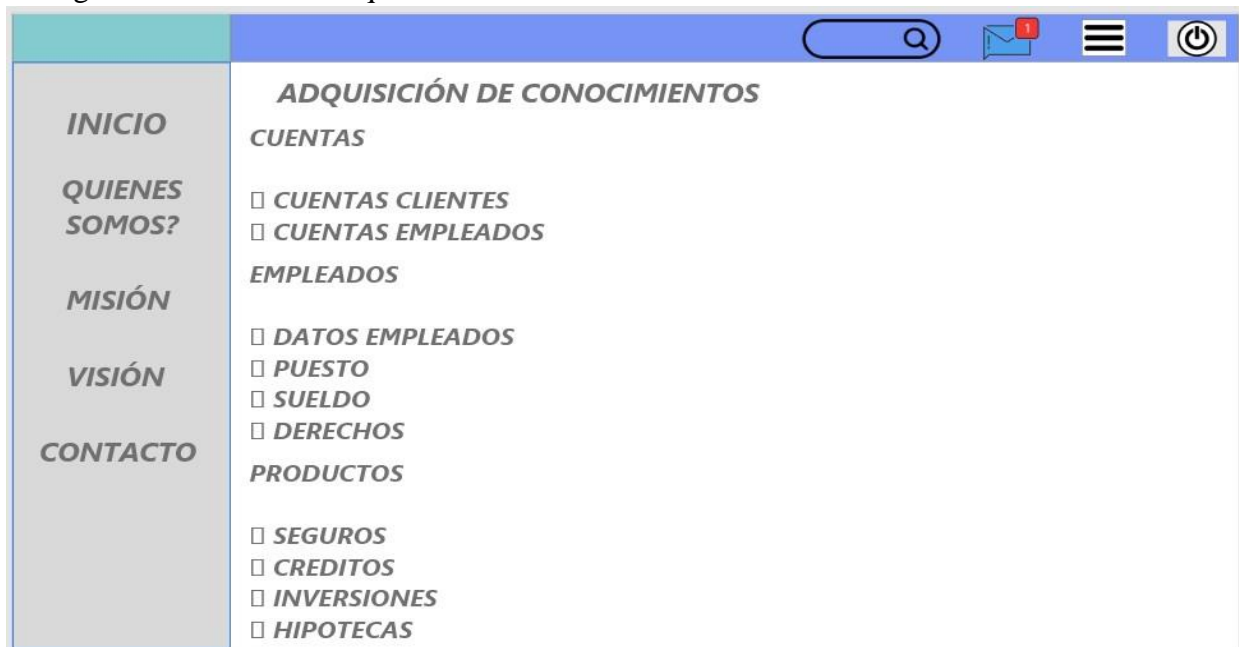 1
INICIO
QUIENES
SOMOS?
MISIÓN
VISIÓN
CONTACTO
ADQUISICIÓN DE CONOCIMIENTOS
CUENTAS
▯ CUENTAS CLIENTES
▯ CUENTAS EMPLEADOS
EMPLEADOS
▯ DATOS EMPLEADOS
▯ PUESTO
▯ SUELDO
▯ DERECHOS
PRODUCTOS
▯ SEGUROS
▯ CREDITOS
▯ INVERSIONES
▯ HIPOTECAS